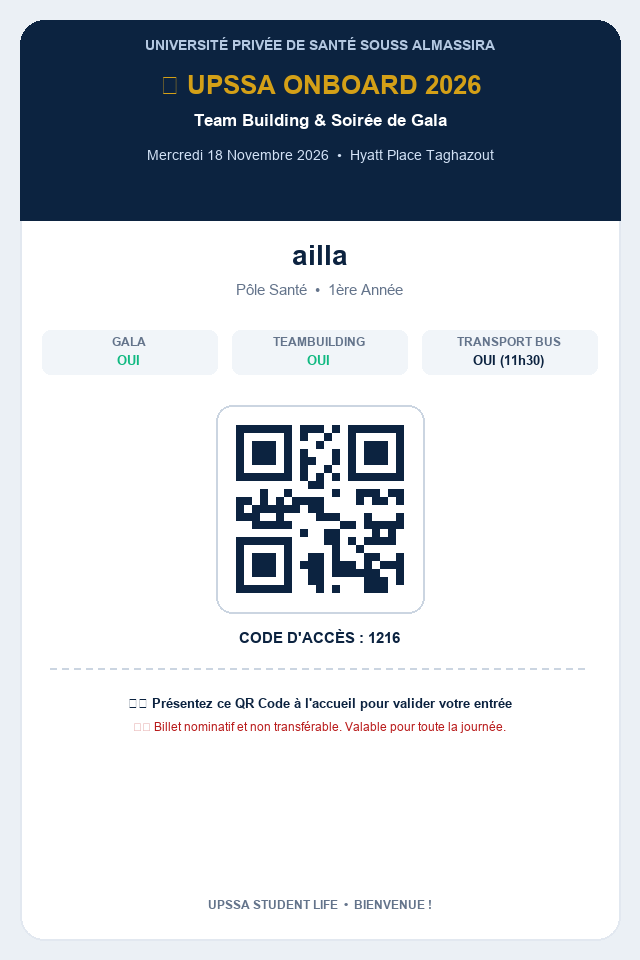 UNIVERSITÉ PRIVÉE DE SANTÉ SOUSS ALMASSIRA
UPSSA ONBOARD 2026
Team Building & Soirée de Gala
Mercredi 18 Novembre 2026 • Hyatt Place Taghazout
ailla
Pôle Santé • 1ère Année
GALA
OUI
TEAMBUILDING
OUI
TRANSPORT BUS
OUI (11h30)
CODE D'ACCÈS : 1216
Présentez ce QR Code à l'accueil pour valider votre entrée
Billet nominatif et non transférable. Valable pour toute la journée.
UPSSA STUDENT LIFE • BIENVENUE !